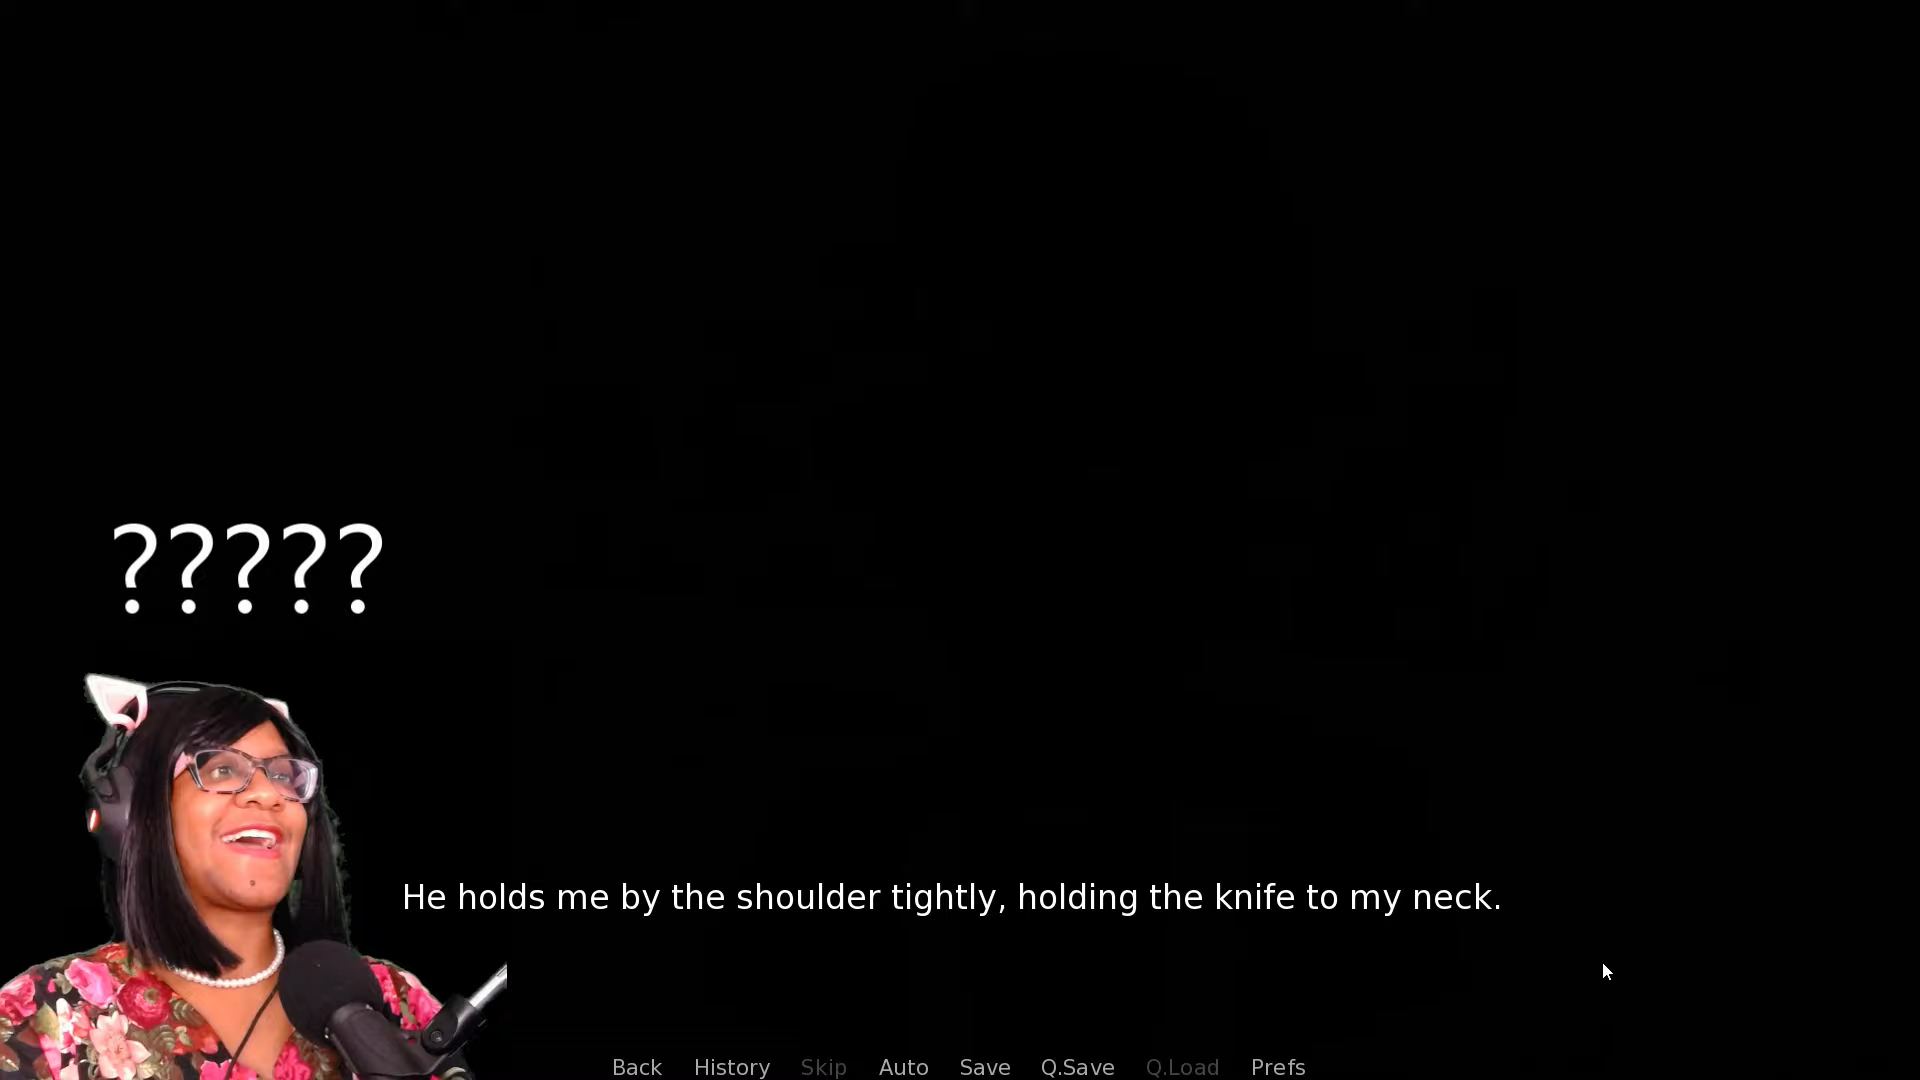 ?????
He holds me by the shoulder tightly, holding the knife to my neck.
Back History Skip Auto Save Q.Save Q.Load Prefs